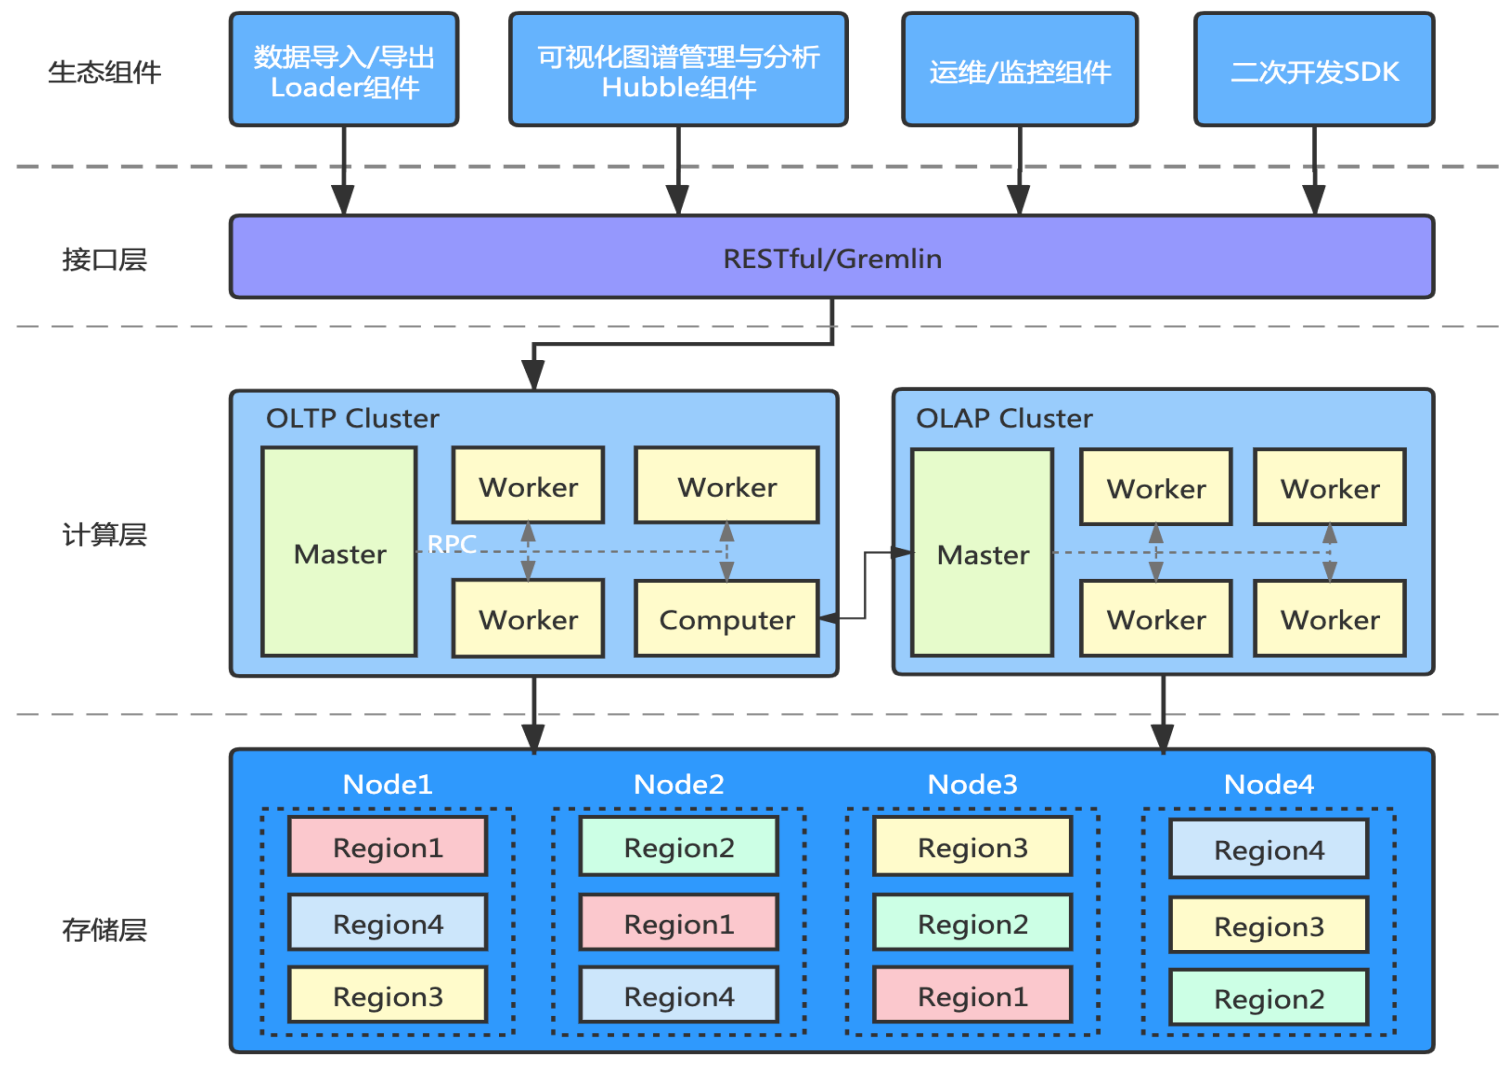 生态组件
数据导入/导出
Loader组件
可视化图谱管理与分析
Hubble组件
运维/监控组件
二次开发SDK
接口层
RESTful/Gremlin
计算层
OLTP Cluster
Master
RPC
Worker
Worker
Worker
Computer
OLAP Cluster
Master
Worker
Worker
Worker
Worker
存储层
Node1
Region1
Region4
Region3
Node2
Region2
Region1
Region4
Node3
Region3
Region2
Region1
Node4
Region4
Region3
Region2